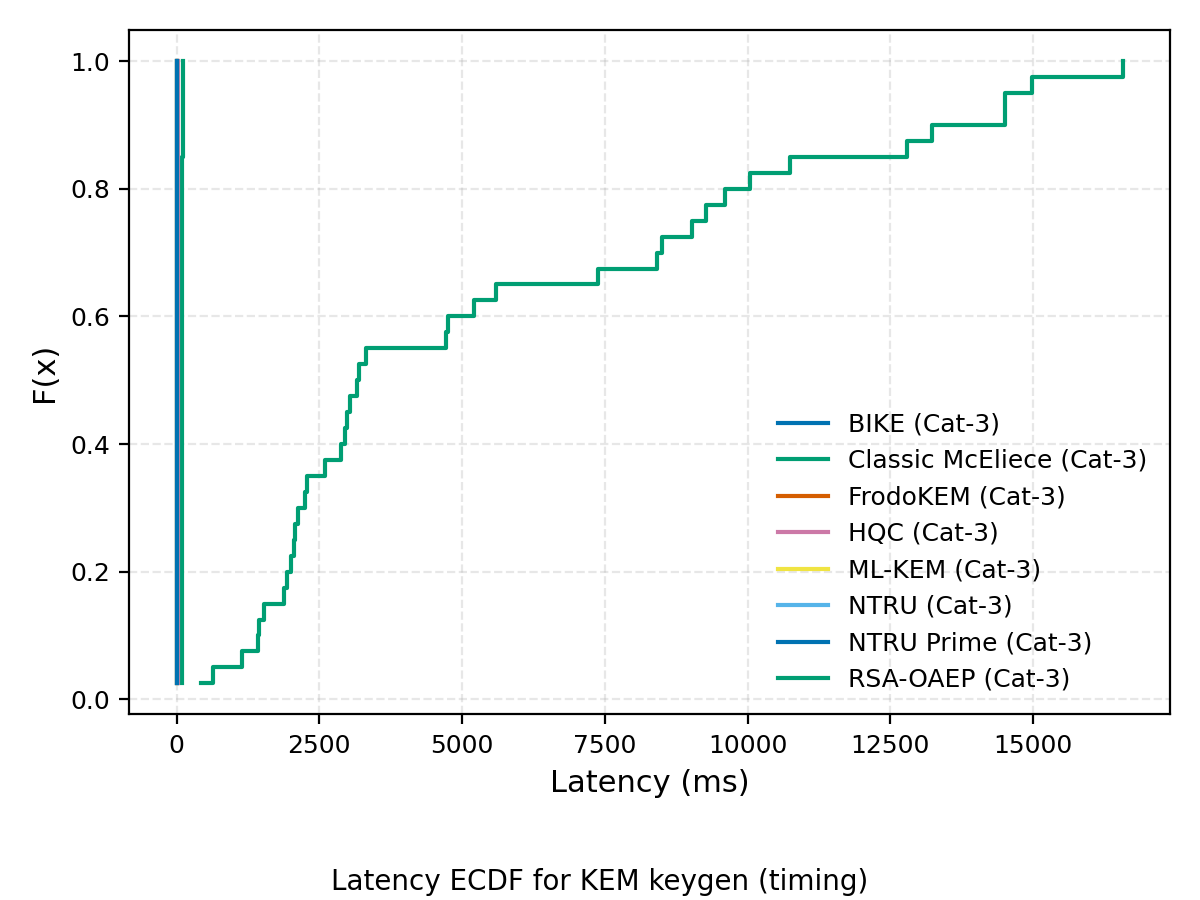 1.0
0.8
0.6
0.4
0.2
0.0
F(x)
BIKE (Cat-3)
Classic McEliece (Cat-3)
FrodoKEM (Cat-3)
HQC (Cat-3)
ML-KEM (Cat-3)
NTRU (Cat-3)
NTRU Prime (Cat-3)
RSA-OAEP (Cat-3)
0 2500 5000 7500 10000 12500 15000
Latency (ms)
Latency ECDF for KEM keygen (timing)